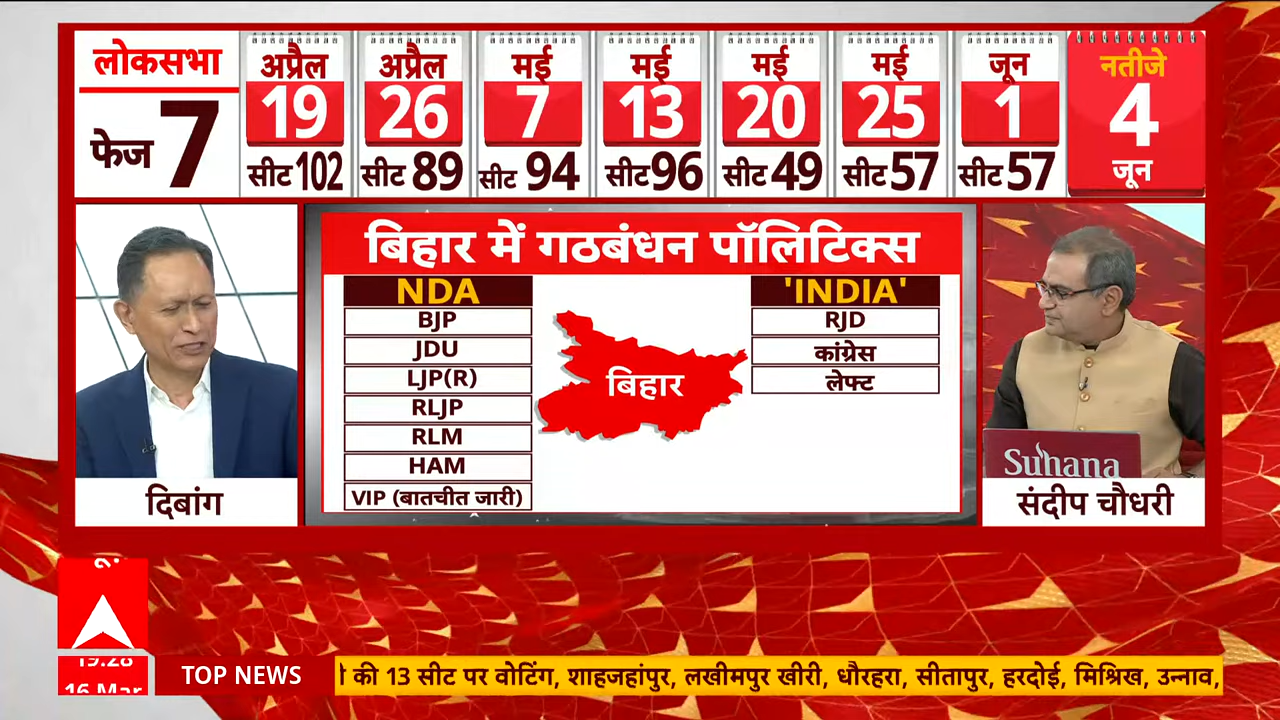 लोकसभा
फेज 7
अप्रैल
19
सीट 102
अप्रैल
26
सीट 89
मई
7
सीट 94
मई
13
सीट 96
मई
20
सीट 49
मई
25
सीट 57
जून
1
सीट 57
नतीजे
4
जून
बिहार में गठबंधन पॉलिटिक्स
NDA
BJP
JDU
LJP(R)
RLJP
RLM
HAM
VIP (बातचीत जारी)
बिहार
'INDIA'
RJD
कांग्रेस
लेफ्ट
दिबांग
Suhana
संदीप चौधरी
19:28
16 Mar
TOP NEWS
की 13 सीट पर वोटिंग, शाहजहांपुर, लखीमपुर खीरी, धौरहरा, सीतापुर, हरदोई, मिश्रिख, उन्नाव,